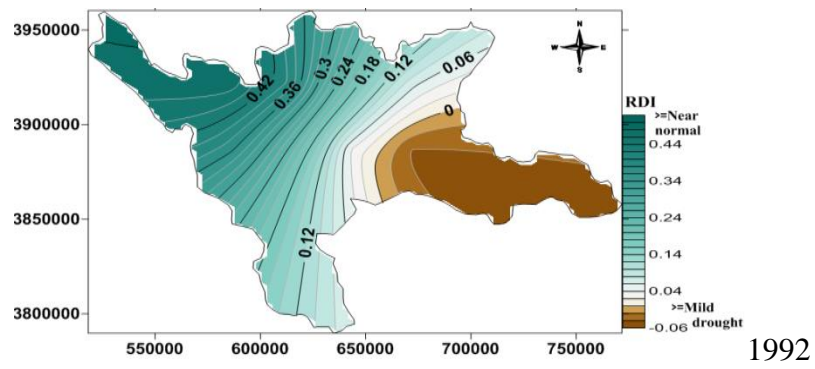 3950000
3900000
3850000
3800000
550000
600000
650000
700000
750000
0.42
0.36
0.3
0.24
0.18
0.12
0.06
0
0.12
N
W
E
S
RDI
>=Near
normal
0.44
0.34
0.24
0.14
0.04
>=Mild
-0.06 drought
1992